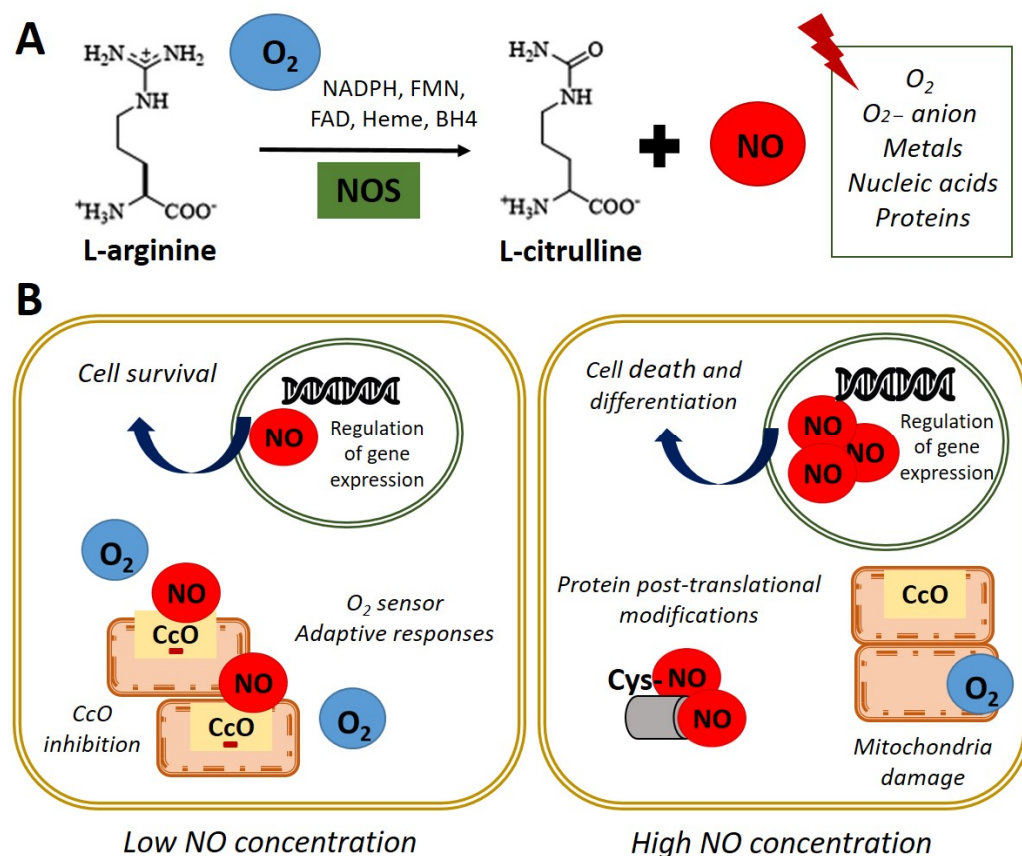 A
H₂N NH₂
+
NH
⁺H₃N COO⁻
L-arginine
O₂
NADPH, FMN,
FAD, Heme, BH4
NOS
H₂N O
NH
⁺H₃N COO⁻
L-citrulline
+
NO
O₂
O₂– anion
Metals
Nucleic acids
Proteins
B
Cell survival
NO
Regulation
of gene
expression
O₂
NO
CcO
O₂ sensor
Adaptive responses
NO
CcO
O₂
CcO
inhibition
Low NO concentration
Cell death and
differentiation
NO
NO
NO
Regulation
of gene
expression
Protein post-translational
modifications
Cys-NO
NO
CcO
O₂
Mitochondria
damage
High NO concentration